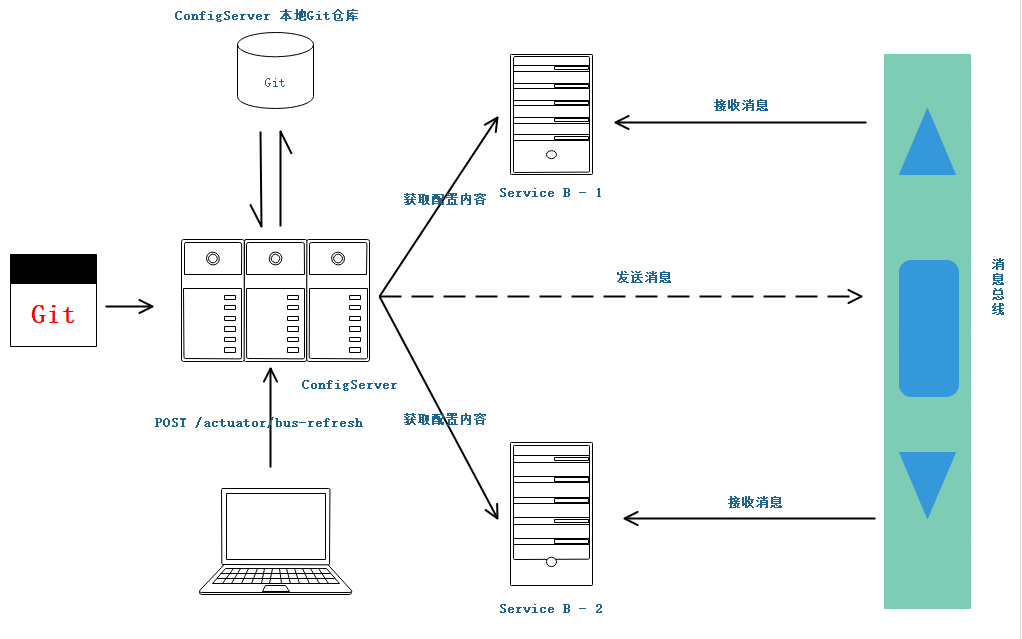 ConfigServer 本地Git仓库
Git
接收消息
获取配置内容
Service B - 1
发送消息
消息总线
Git
ConfigServer
POST /actuator/bus-refresh
获取配置内容
接收消息
Service B - 2